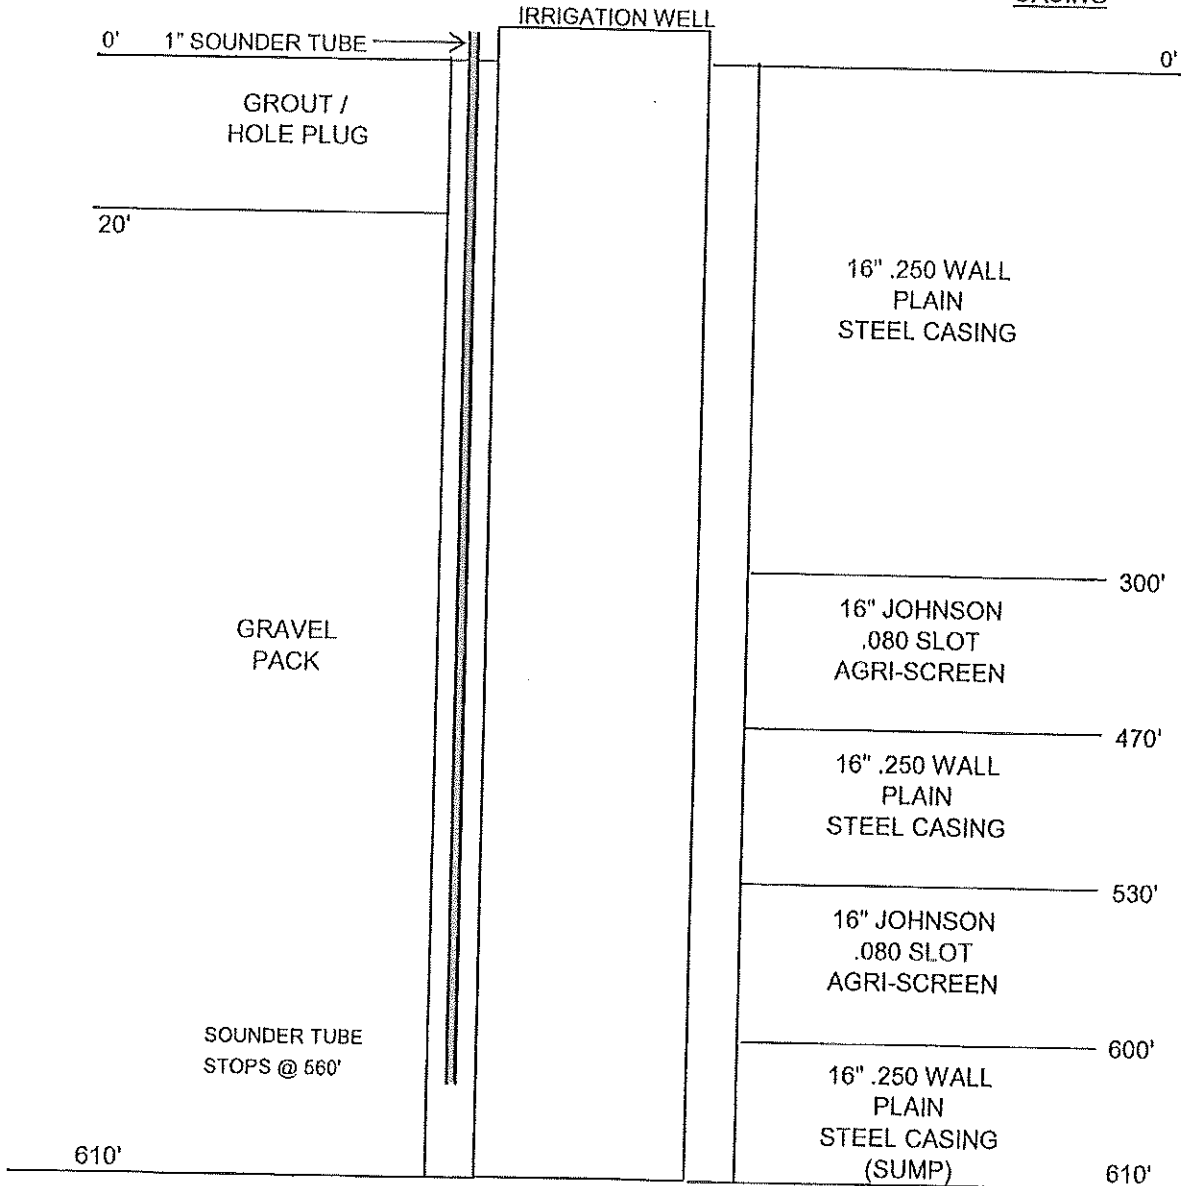 CASING
IRRIGATION WELL
0'
1" SOUNDER TUBE
0'
GROUT /
HOLE PLUG
20'
16" .250 WALL
PLAIN
STEEL CASING
300'
GRAVEL
PACK
16" JOHNSON
.080 SLOT
AGRI-SCREEN
470'
16" .250 WALL
PLAIN
STEEL CASING
530'
16" JOHNSON
.080 SLOT
AGRI-SCREEN
SOUNDER TUBE
STOPS @ 560'
600'
16" .250 WALL
PLAIN
STEEL CASING
(SUMP)
610'
610'